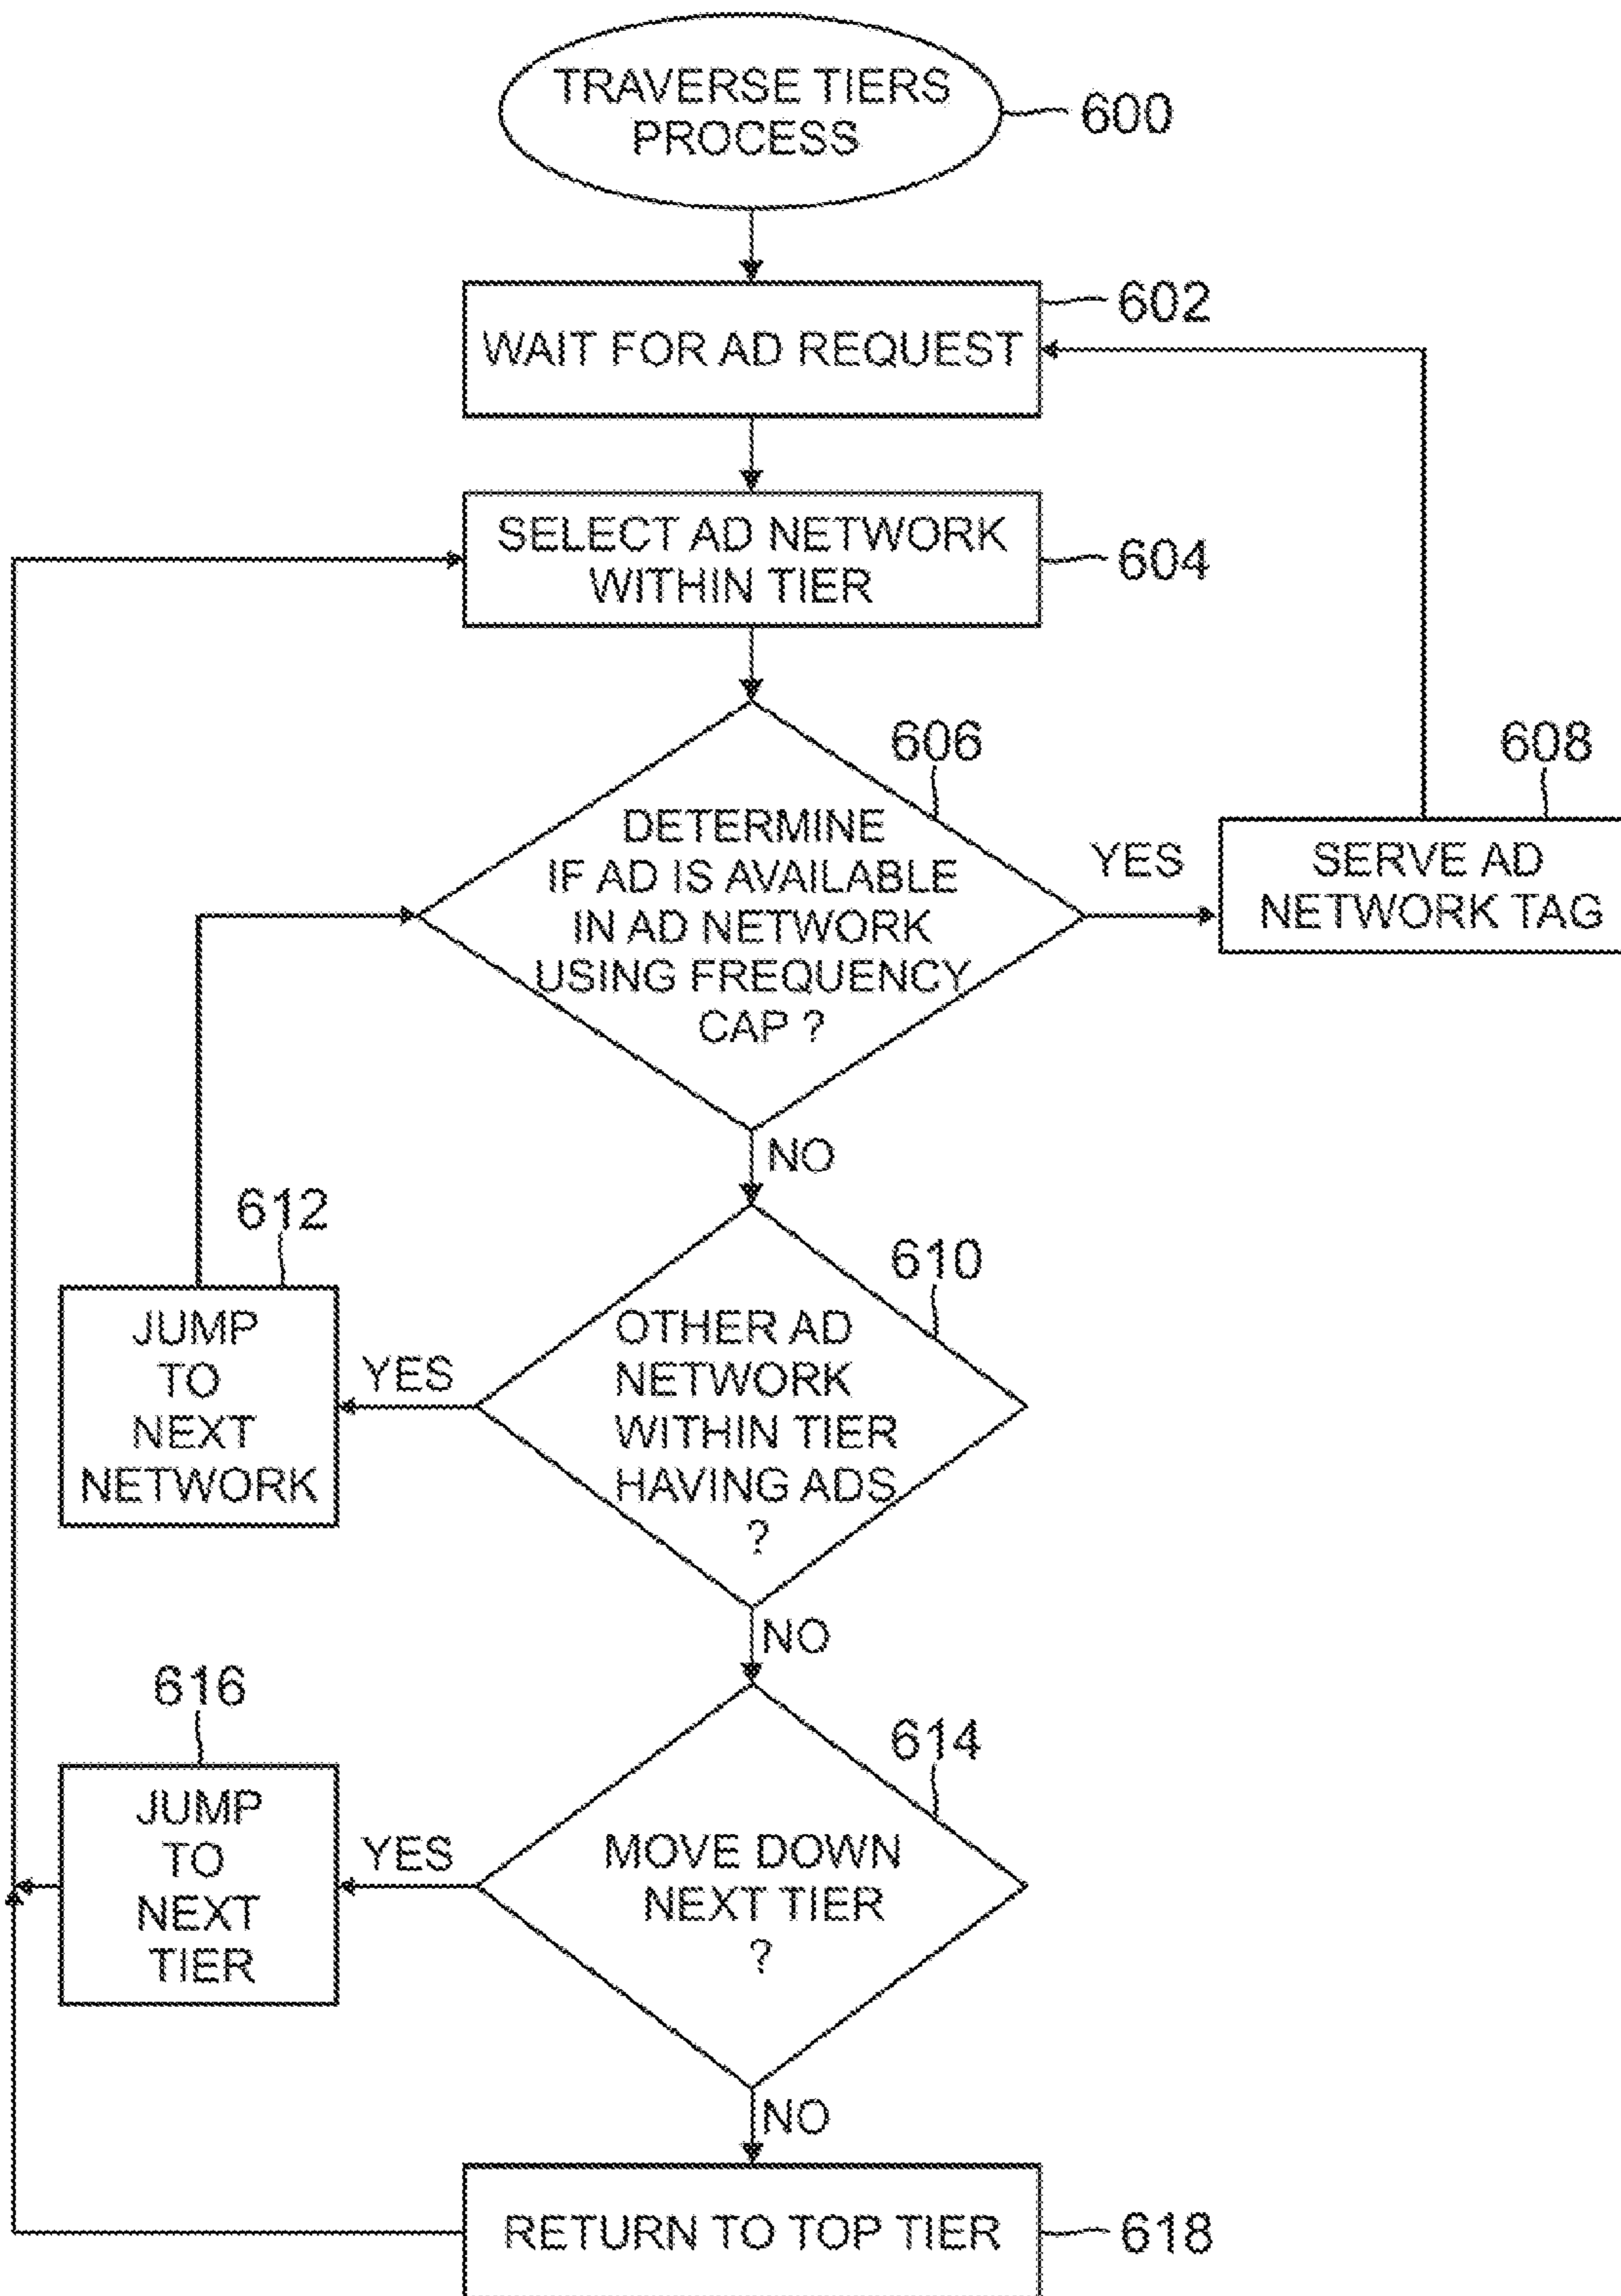 TRAVERSE TIERS
PROCESS
600
602
WAIT FOR AD REQUEST
SELECT AD NETWORK
WITHIN TIER
604
606
DETERMINE
IF AD IS AVAILABLE
IN AD NETWORK
USING FREQUENCY
CAP ?
YES
608
SERVE AD
NETWORK TAG
NO
612
JUMP
TO
NEXT
NETWORK
YES
610
OTHER AD
NETWORK
WITHIN TIER
HAVING ADS
?
NO
616
JUMP
TO
NEXT
TIER
YES
614
MOVE DOWN
NEXT TIER
?
NO
RETURN TO TOP TIER
618